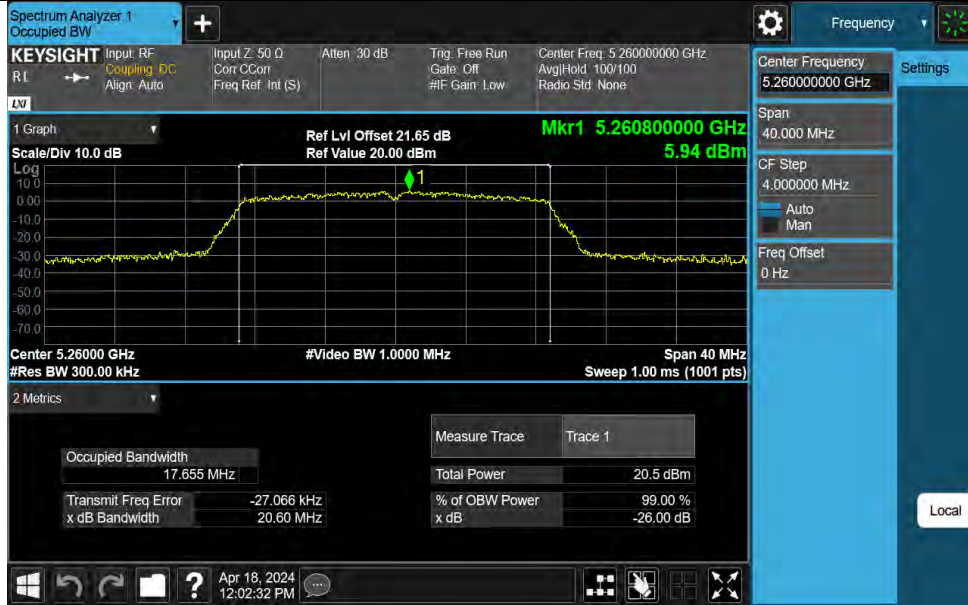 Spectrum Analyzer 1
Occupied BW
Frequency
KEYSIGHT
RL
LXI
Input: RF
Coupling: DC
Align: Auto
Input Z: 50 Ω
Corr CCorr
Freq Ref: Int (S)
Atten: 30 dB
Trig: Free Run
Gate: Off
#IF Gain: Low
Center Freq: 5.260000000 GHz
Avg|Hold: 100/100
Radio Std: None
Center Frequency
5.260000000 GHz
Settings
Span
40.000 MHz
CF Step
4.000000 MHz
Auto
Man
Freq Offset
0 Hz
Local
1 Graph
Scale/Div 10.0 dB
Ref Lvl Offset 21.65 dB
Ref Value 20.00 dBm
Mkr1 5.260800000 GHz
5.94 dBm
Log
10.0
0.00
-10.0
-20.0
-30.0
-40.0
-50.0
-60.0
-70.0
1
Center 5.26000 GHz
#Video BW 1.0000 MHz
Span 40 MHz
#Res BW 300.00 kHz
Sweep 1.00 ms (1001 pts)
2 Metrics
Measure Trace Trace 1
Occupied Bandwidth
17.655 MHz
Total Power 20.5 dBm
Transmit Freq Error -27.066 kHz
% of OBW Power 99.00 %
x dB Bandwidth 20.60 MHz
x dB -26.00 dB
?
Apr 18, 2024
12:02:32 PM